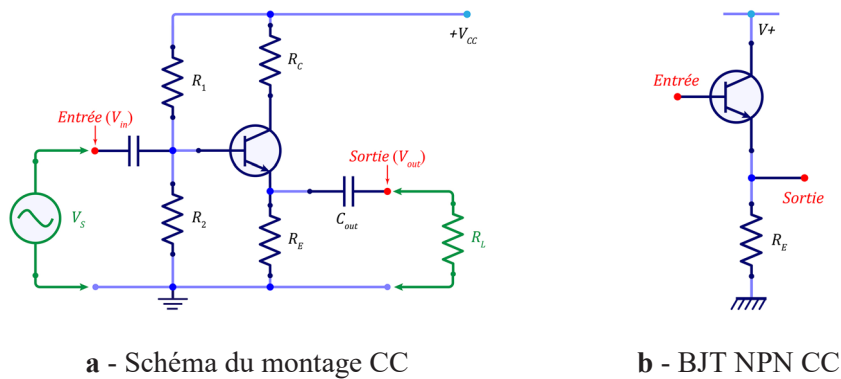 +V_CC
R_1
R_C
Entrée (V_in)
Sortie (V_out)
V_S
R_2
R_E
C_out
R_L
a - Schéma du montage CC
V+
Entrée
Sortie
R_E
b - BJT NPN CC